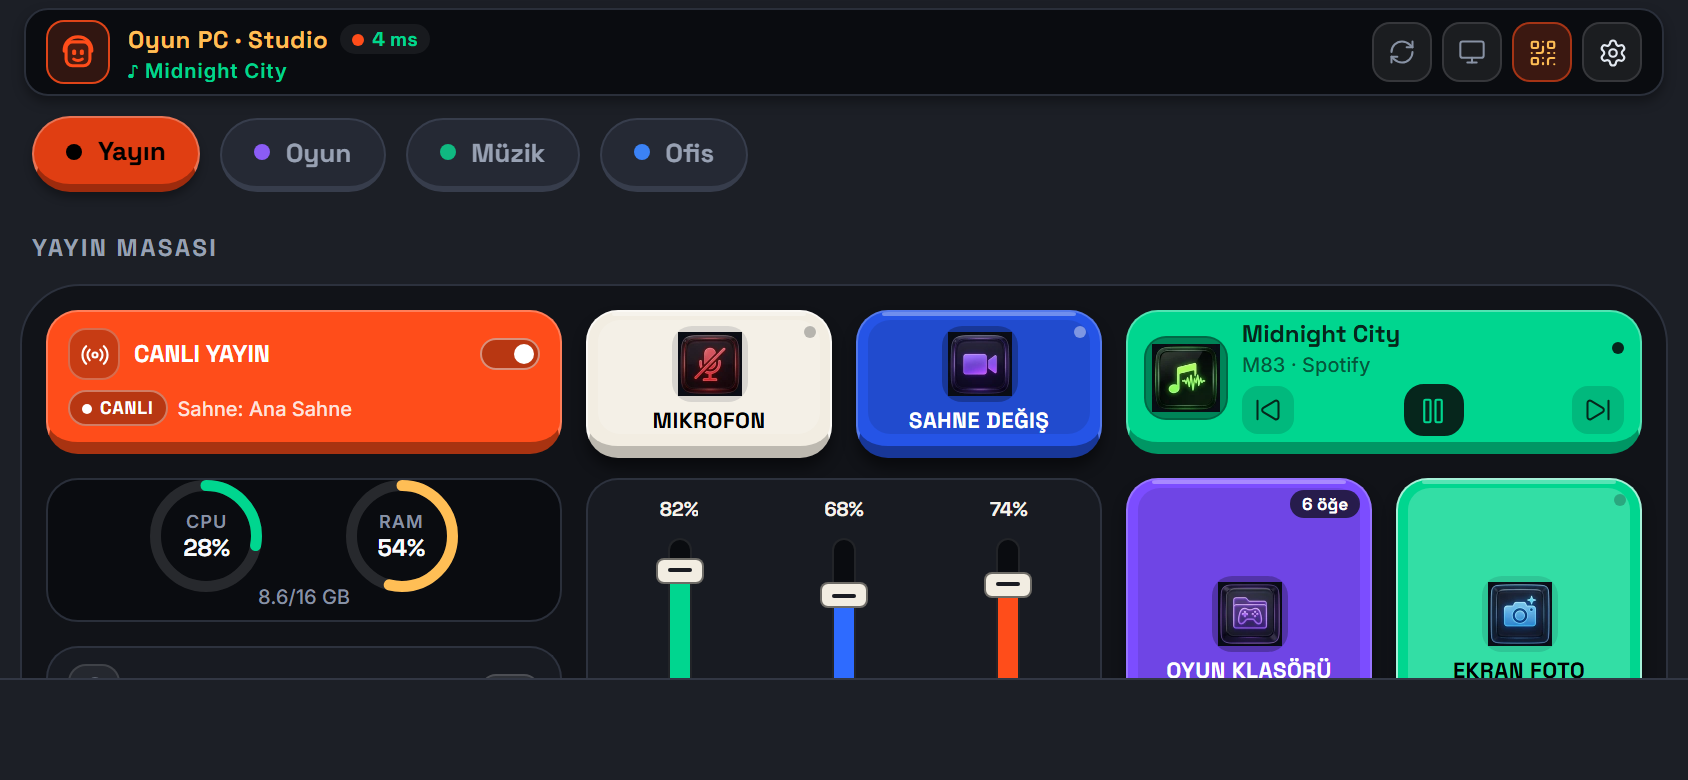 Oyun PC · Studio
4 ms
♪ Midnight City
Yayın
Oyun
Müzik
Ofis
YAYIN MASASI
CANLI YAYIN
CANLI
Sahne: Ana Sahne
MIKROFON
SAHNE DEĞIŞ
Midnight City
M83 · Spotify
CPU
28%
RAM
54%
8.6/16 GB
82%
68%
74%
6 öğe
OYUN KLASÖRÜ
EKRAN FOTO